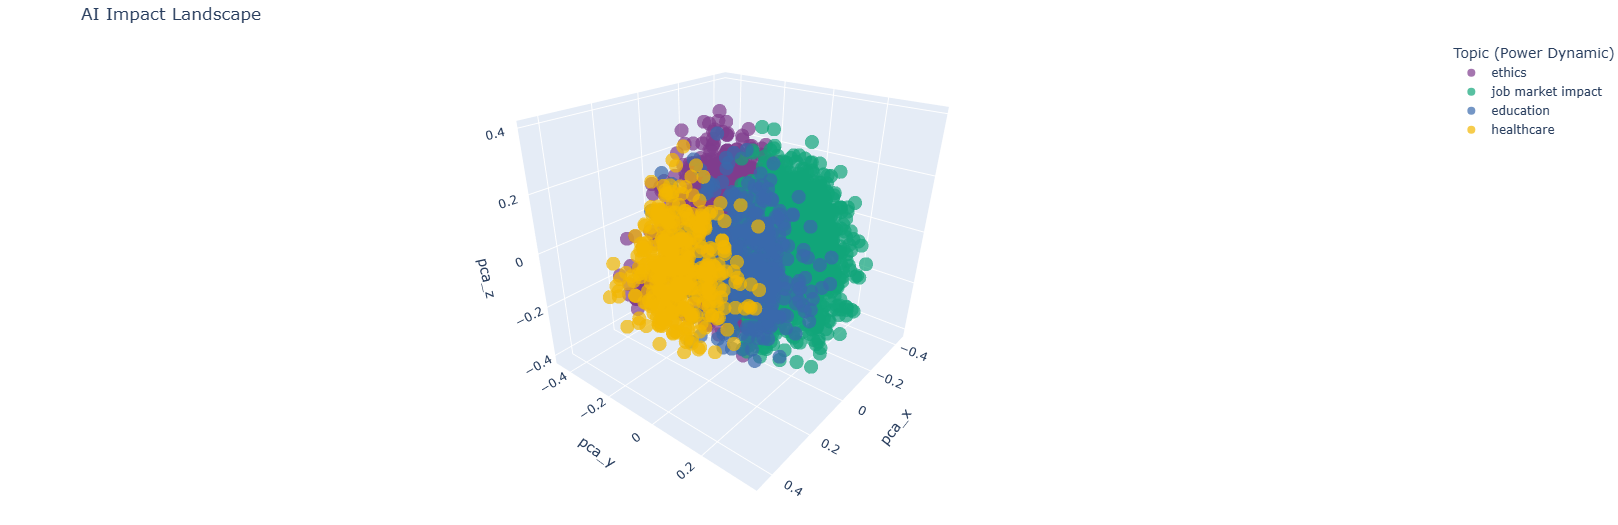 AI Impact Landscape
Topic (Power Dynamic)
ethics
job market impact
education
healthcare
0.4
0.2
0
−0.2
−0.4
pca_z
−0.4
−0.2
0
0.2
pca_y
−0.4
−0.2
0
0.2
0.4
pca_x